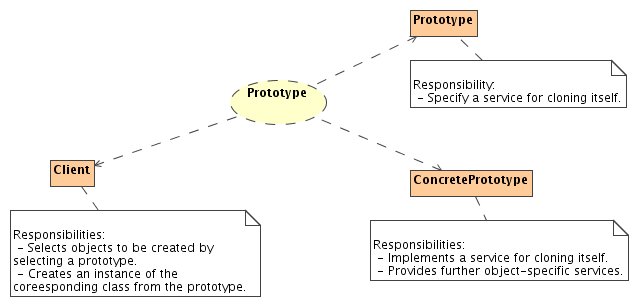 Prototype
Responsibility:
- Specify a service for cloning itself.
Prototype
Client
Responsibilities:
- Selects objects to be created by
selecting a prototype.
- Creates an instance of the
coreesponding class from the prototype.
ConcretePrototype
Responsibilities:
- Implements a service for cloning itself.
- Provides further object-specific services.